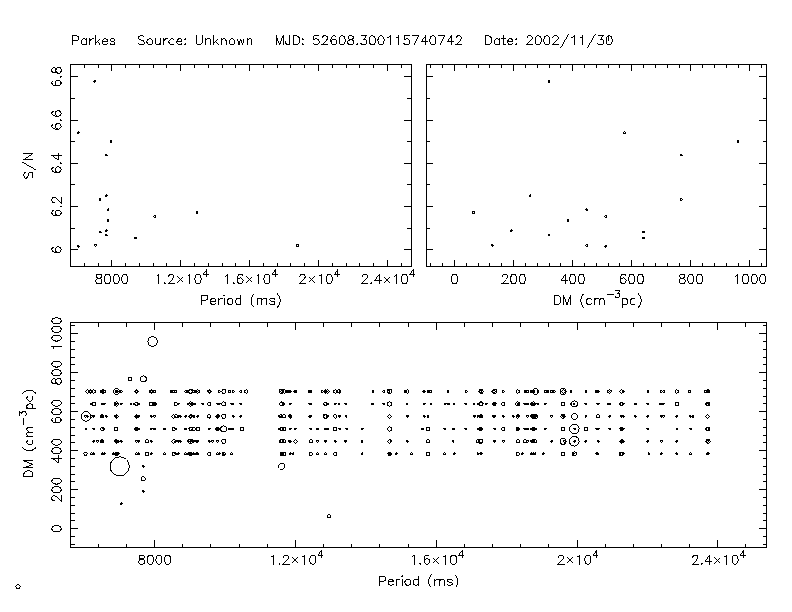 Parkes Source: Unknown MJD: 52608.300115740742 Date: 2002/11/30
6.8
6.6
6.4
6.2
6
S/N
8000 1.2×10⁴ 1.6×10⁴ 2×10⁴ 2.4×10⁴
Period (ms)
0 200 400 600 800 1000
DM (cm⁻³pc)
1000
800
600
400
200
0
DM (cm⁻³pc)
8000 1.2×10⁴ 1.6×10⁴ 2×10⁴ 2.4×10⁴
Period (ms)